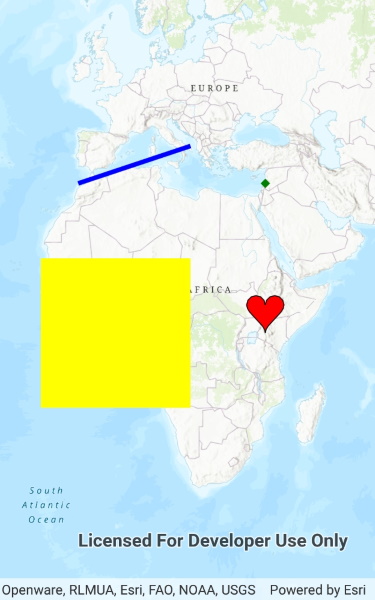 EUROPE
AFRICA
South
Atlantic
Ocean
Licensed For Developer Use Only
Openware, RLMUA, Esri, FAO, NOAA, USGS Powered by Esri